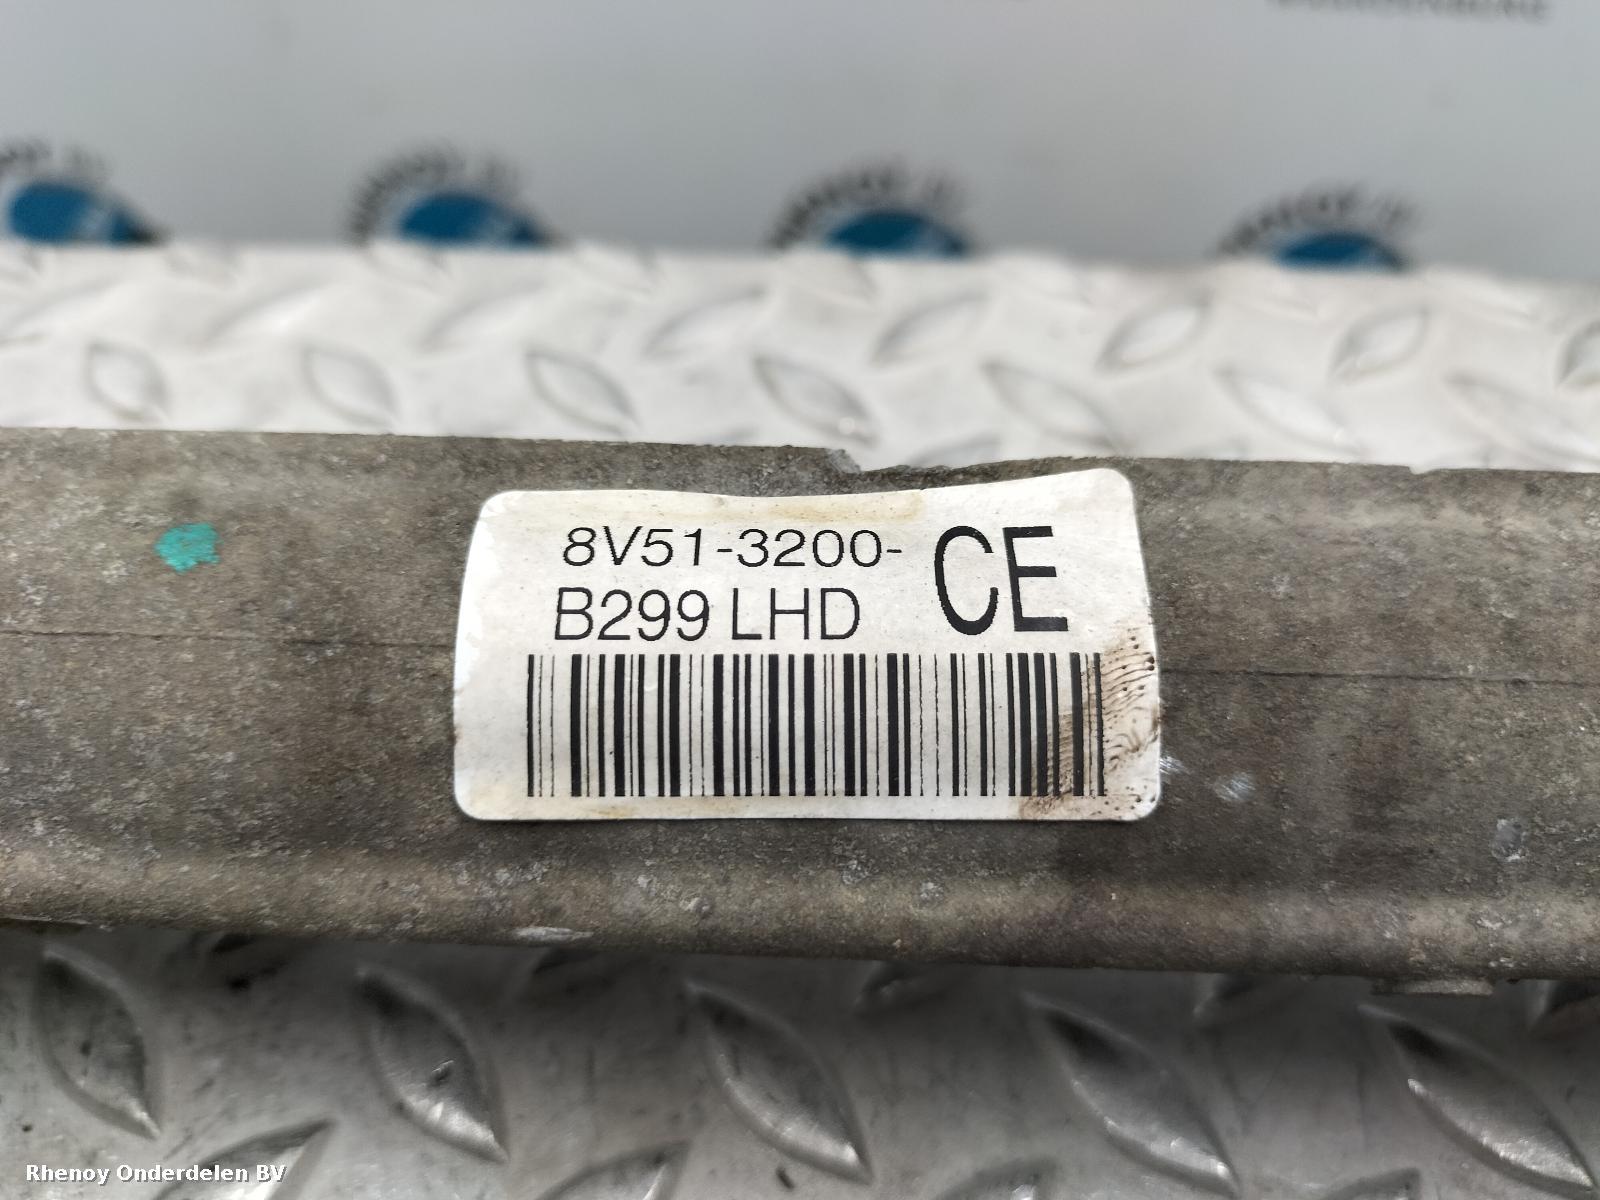 8V51-3200- CE
B299 LHD
Rhenoy Onderdelen BV